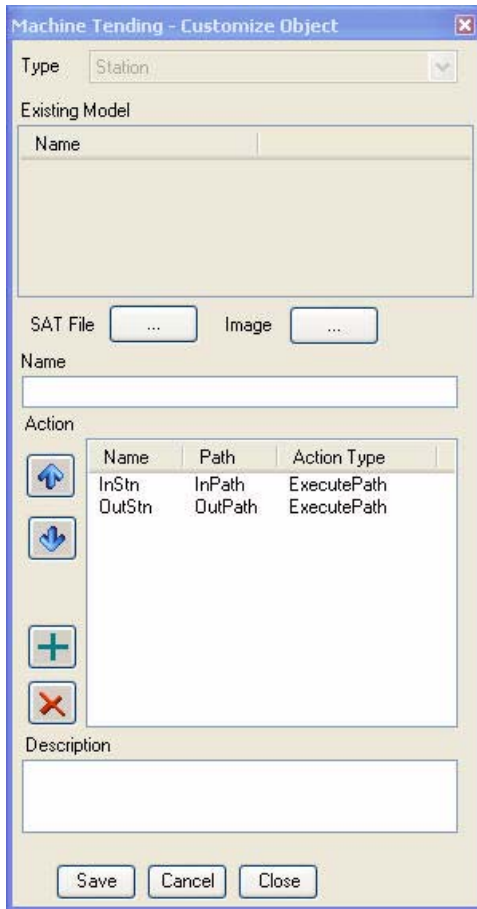 Machine Tending - Customize Object
Type Station
Existing Model
Name
SAT File ... Image ...
Name
Action
Name Path Action Type
InStn InPath ExecutePath
OutStn OutPath ExecutePath
Description
Save Cancel Close